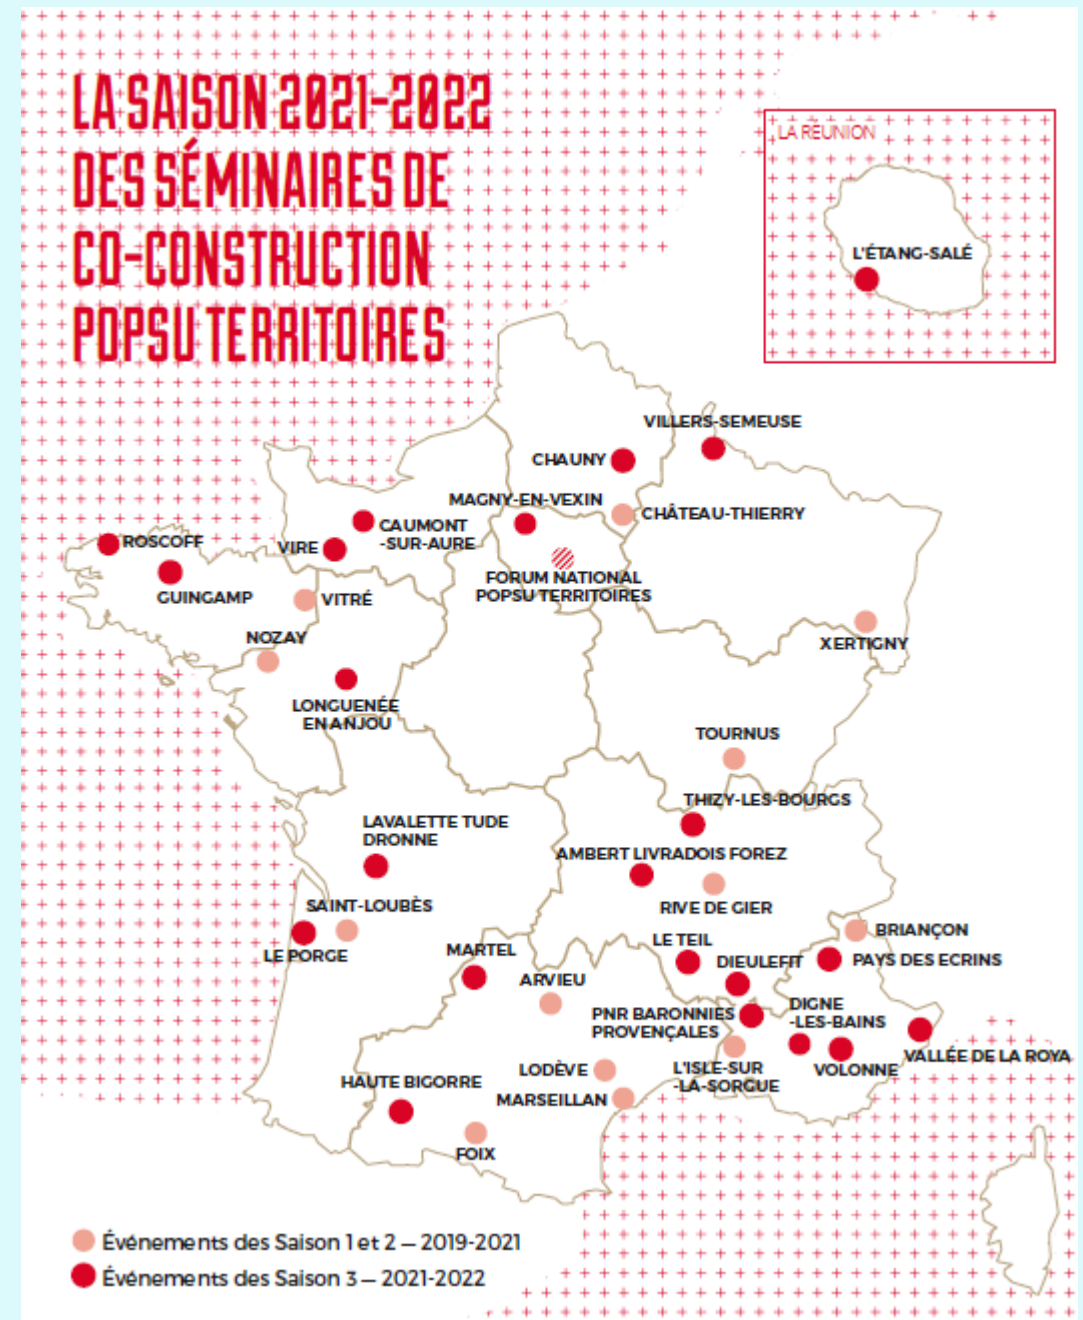 LA SAISON 2021-2022
DES SÉMINAIRES DE
CO-CONSTRUCTION
POPSU TERRITOIRES
LA RÉUNION
L'ÉTANG-SALÉ
VILLERS-SEMEUSE
CHAUNY
MAGNY-EN-VEXIN
CHÂTEAU-THIERRY
CAUMONT
-SUR-AURE
VIRE
ROSCOFF
GUINGAMP
FORUM NATIONAL
POPSU TERRITOIRES
VITRÉ
NOZAY
XERTIGNY
LONGUENÉE
EN ANJOU
TOURNUS
THIZY-LES-BOURGS
LAVALETTE TUDE
DRONNE
AMBERT LIVRADOIS FOREZ
RIVE DE GIER
SAINT-LOUBÈS
LE PORGE
BRIANÇON
LE TEIL
MARTEL
DIEULEFIT
PAYS DES ECRINS
ARVIEU
PNR BARONNIES
PROVENÇALES
DIGNE
-LES-BAINS
VALLÉE DE LA ROYA
VOLONNE
LODÈVE
L'ISLE-SUR
-LA-SORGUE
HAUTE BIGORRE
MARSEILLAN
FOIX
Événements des Saison 1 et 2 – 2019-2021
Événements des Saison 3 – 2021-2022